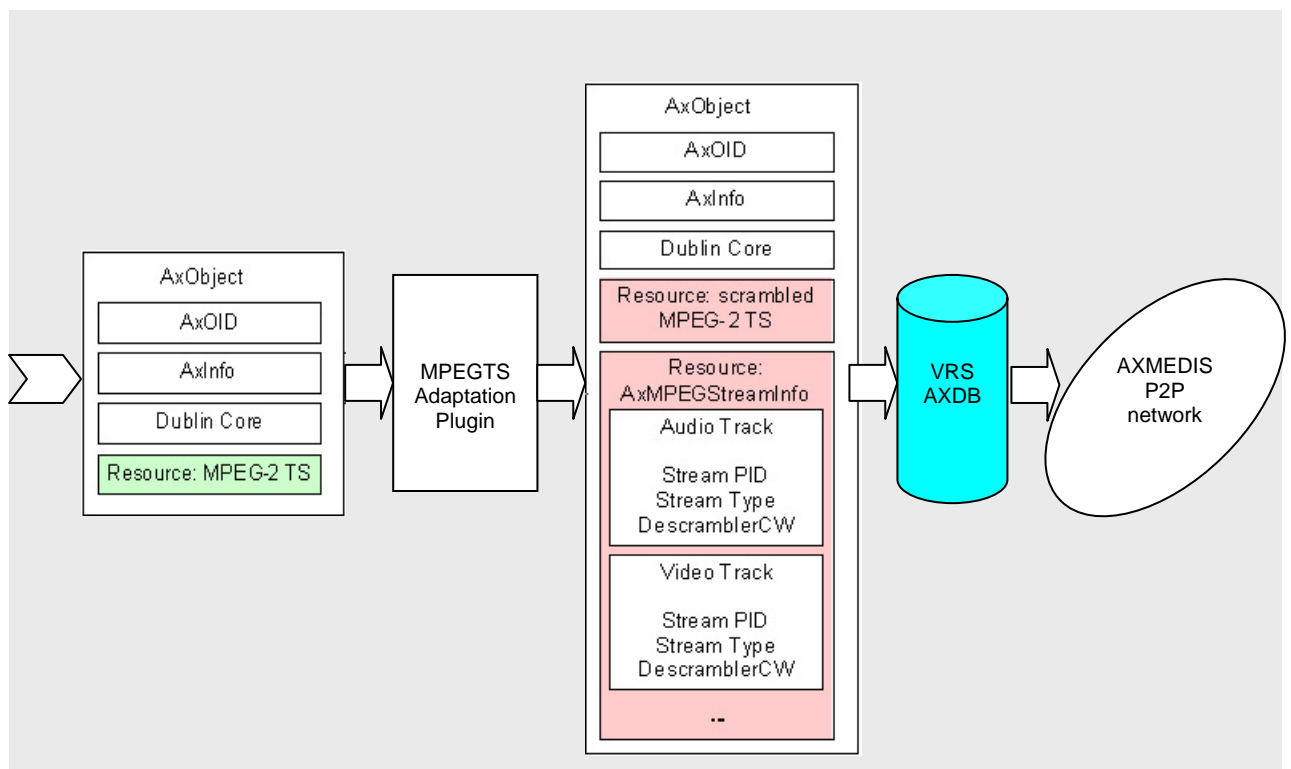 AxObject
AxOID
AxInfo
Dublin Core
Resource: MPEG-2 TS
MPEGTS
Adaptation
Plugin
AxObject
AxOID
AxInfo
Dublin Core
Resource: scrambled
MPEG-2 TS
Resource:
AxMPEGStreamInfo
Audio Track
Stream PID
Stream Type
DescramblerCW
Video Track
Stream PID
Stream Type
DescramblerCW
...
VRS
AXDB
AXMEDIS
P2P
network